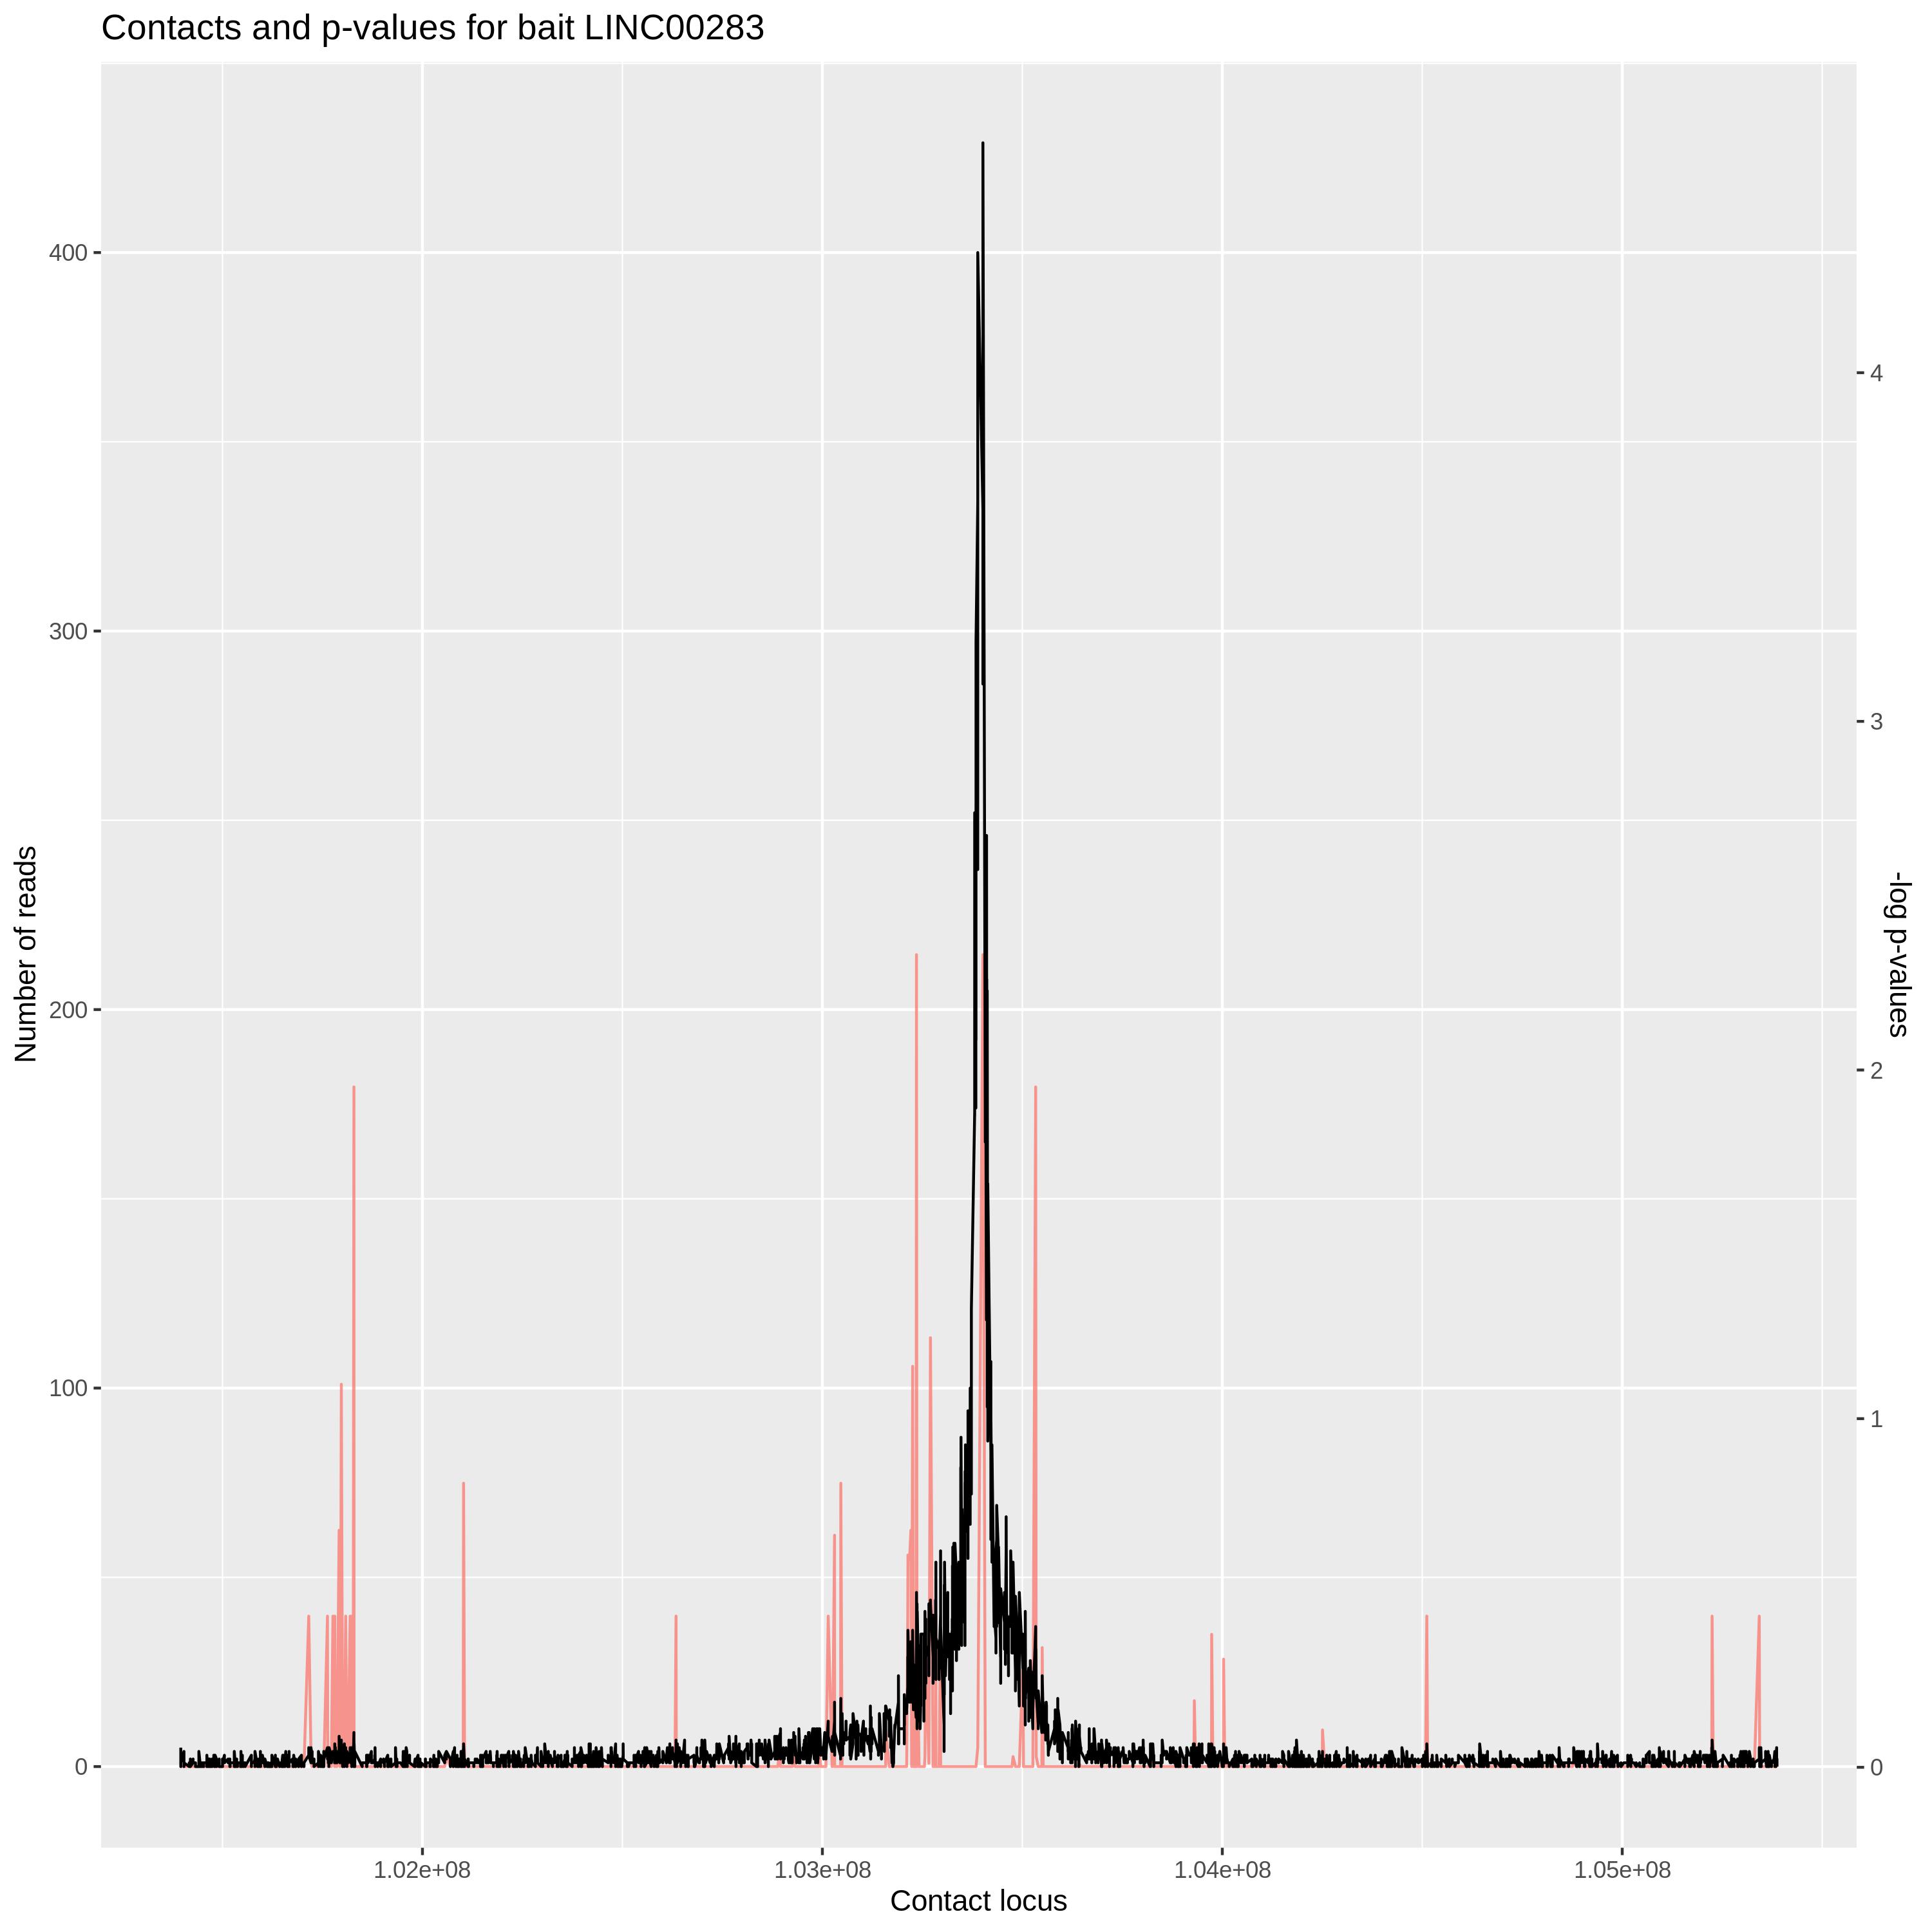 Contacts and p-values for bait LINC00283
Number of reads
400
300
200
100
0
4
3
2
1
0
-log p-values
1.02e+08
1.03e+08
1.04e+08
1.05e+08
Contact locus